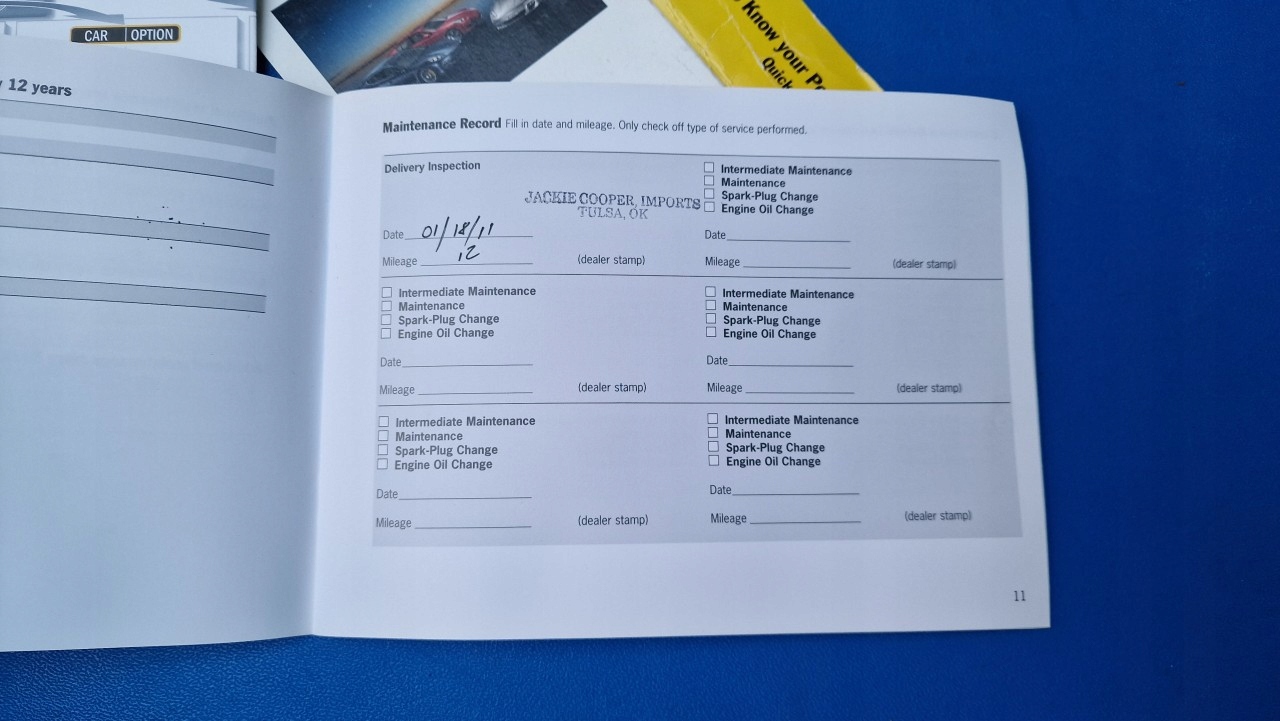 CAR OPTION
Know your
Quick
12 years
Maintenance Record Fill in date and mileage. Only check off type of service performed.
Delivery Inspection
JACKIE COOPER, IMPORTS
TULSA, OK
Date 01/18/11
Mileage 12 (dealer stamp)
Intermediate Maintenance
Maintenance
Spark-Plug Change
Engine Oil Change
Date
Mileage (dealer stamp)
Intermediate Maintenance
Maintenance
Spark-Plug Change
Engine Oil Change
Date
Mileage (dealer stamp)
Intermediate Maintenance
Maintenance
Spark-Plug Change
Engine Oil Change
Date
Mileage (dealer stamp)
Intermediate Maintenance
Maintenance
Spark-Plug Change
Engine Oil Change
Date
Mileage (dealer stamp)
Intermediate Maintenance
Maintenance
Spark-Plug Change
Engine Oil Change
Date
Mileage (dealer stamp)
11